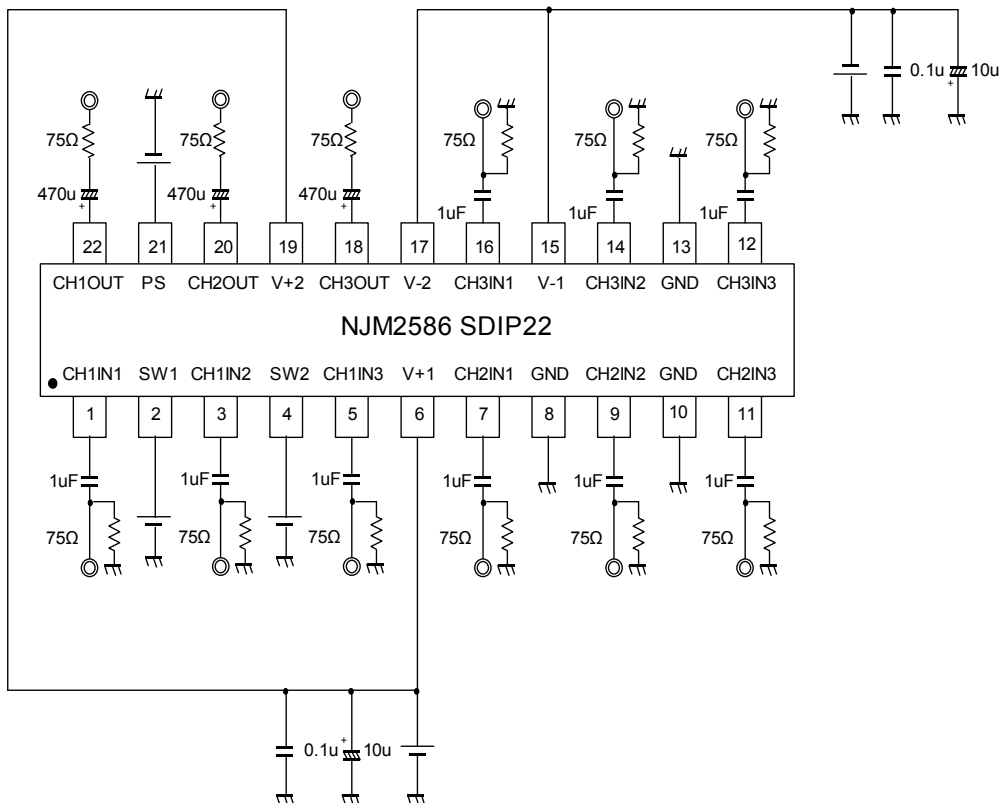 0.1u + 10u
75Ω 75Ω 75Ω 75Ω 75Ω 75Ω
470u + 470u + 470u + 1uF 1uF 1uF
22 21 20 19 18 17 16 15 14 13 12
CH1OUT PS CH2OUT V+2 CH3OUT V-2 CH3IN1 V-1 CH3IN2 GND CH3IN3
NJM2586 SDIP22
CH1IN1 SW1 CH1IN2 SW2 CH1IN3 V+1 CH2IN1 GND CH2IN2 GND CH2IN3
1 2 3 4 5 6 7 8 9 10 11
1uF 1uF 1uF 1uF 1uF 1uF
75Ω 75Ω 75Ω 75Ω 75Ω 75Ω
0.1u + 10u